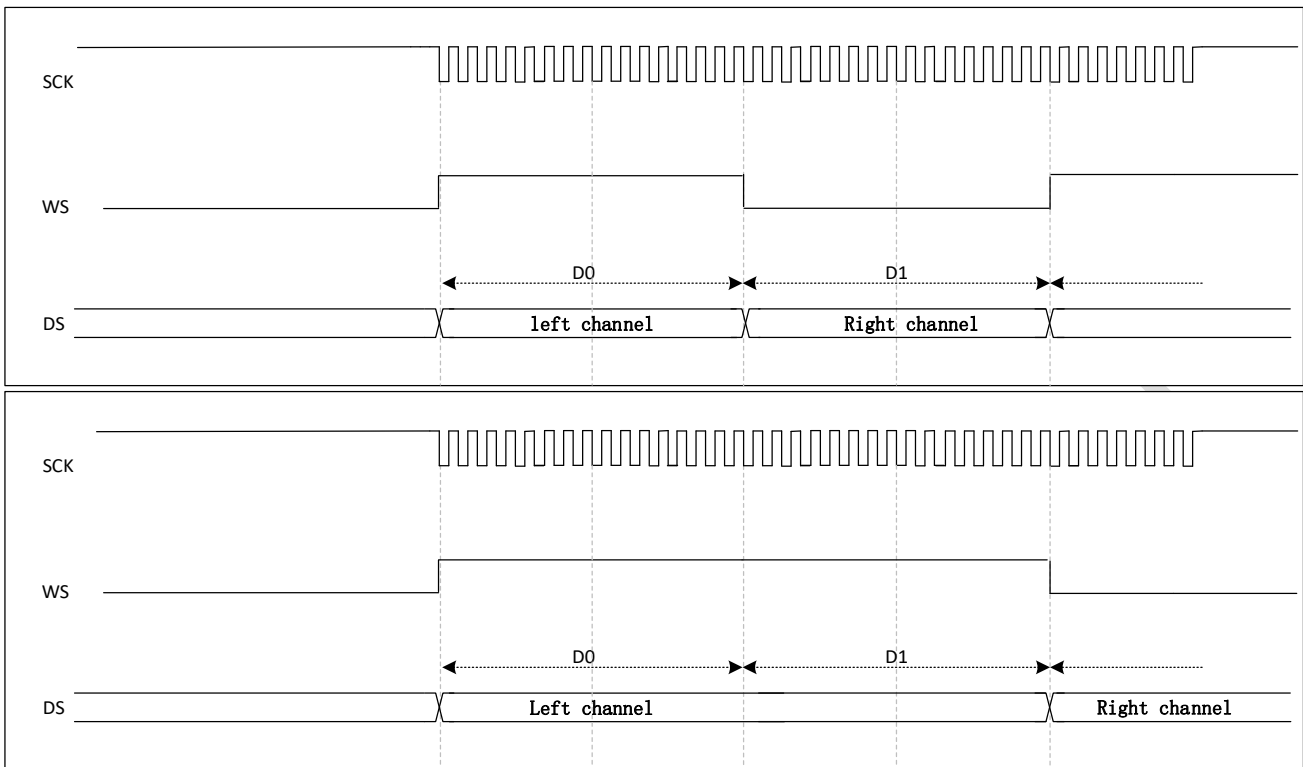 SCK
WS
D0 D1
DS left channel Right channel
SCK
WS
D0 D1
DS Left channel Right channel